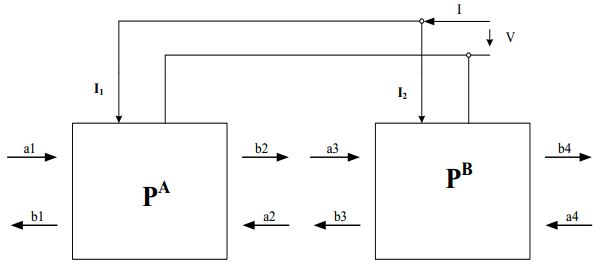 I
V
I₁
I₂
a1 b2 a3 b4
Pᴬ Pᴮ
b1 a2 b3 a4